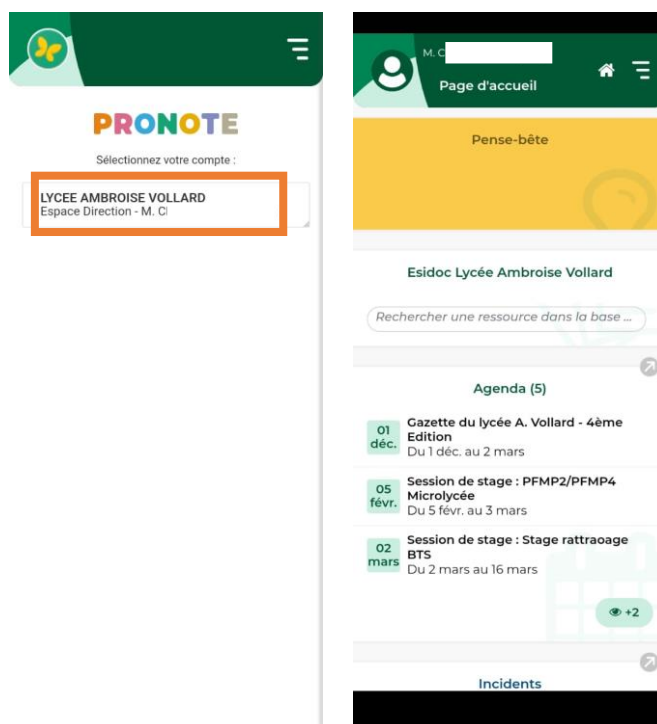 PRONOTE
Sélectionnez votre compte :
LYCEE AMBROISE VOLLARD
Espace Direction - M. C
M. C
Page d'accueil
Pense-bête
Esidoc Lycée Ambroise Vollard
Rechercher une ressource dans la base ...
Agenda (5)
01
déc.
Gazette du lycée A. Vollard - 4ème
Edition
Du 1 déc. au 2 mars
05
févr.
Session de stage : PFMP2/PFMP4
Microlycée
Du 5 févr. au 3 mars
02
mars
Session de stage : Stage rattraoage
BTS
Du 2 mars au 16 mars
+2
Incidents